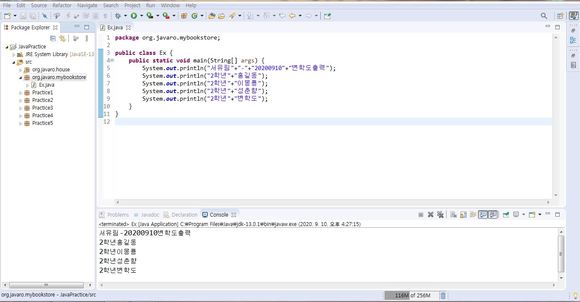 File Edit Source Refactor Navigate Search Project Run Window Help
Package Explorer
JavaPractice
JRE System Library [JavaSE-13
src
org.javaro.house
org.javaro.mybookstore
Ex.java
Practice1
Practice2
Practice3
Practice4
Practice5
Ex.java
1 package org.javaro.mybookstore;
2
3 public class Ex {
4 public static void main(String[] args) {
5 System.out.println("서유림"+"-"+"20200910"+"변학도출력");
6 System.out.println("2학년"+"홍길동");
7 System.out.println("2학년"+"이몽룡");
8 System.out.println("2학년"+"성춘향");
9 System.out.println("2학년"+"변학도");
10 }
11 }
12
Problems Javadoc Declaration Console
<terminated> Ex [Java Application] C:\Program Files\Java\jdk-13.0.1\bin\javaw.exe (2020. 9. 10. 오후 4:27:15)
서유림-20200910변학도출력
2학년홍길동
2학년이몽룡
2학년성춘향
2학년변학도
org.javaro.mybookstore - JavaPractice/src
116M of 256M